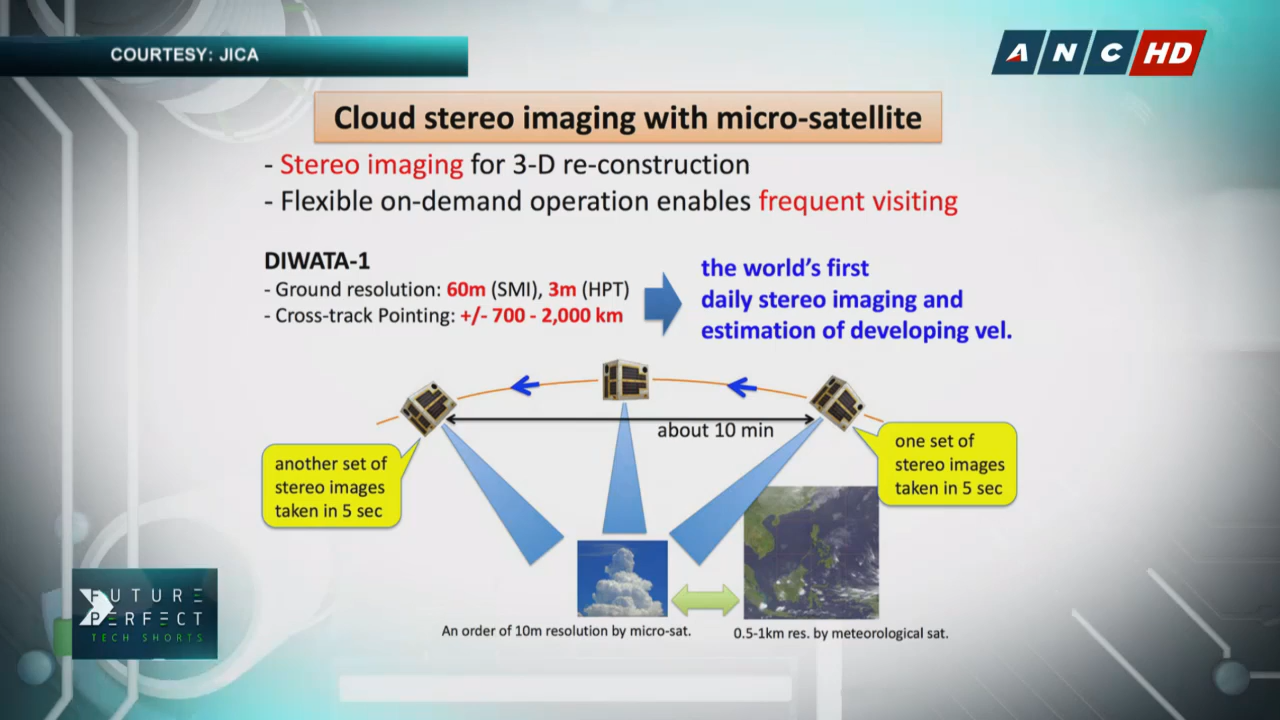 COURTESY: JICA
ANC HD
Cloud stereo imaging with micro-satellite
- Stereo imaging for 3-D re-construction
- Flexible on-demand operation enables frequent visiting
DIWATA-1
- Ground resolution: 60m (SMI), 3m (HPT)
- Cross-track Pointing: +/- 700 - 2,000 km
the world's first
daily stereo imaging and
estimation of developing vel.
about 10 min
another set of
stereo images
taken in 5 sec
one set of
stereo images
taken in 5 sec
An order of 10m resolution by micro-sat.
0.5-1km res. by meteorological sat.
FUTURE
PERFECT
TECH SHORTS